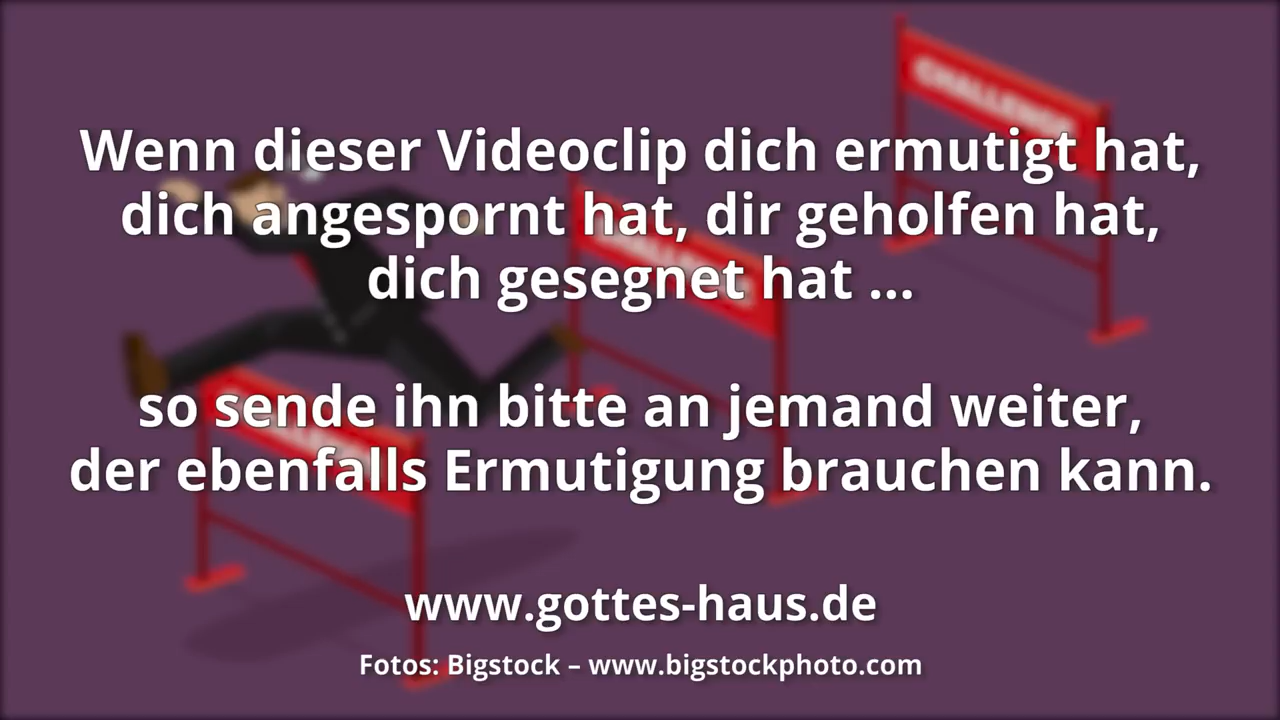 Wenn dieser Videoclip dich ermutigt hat,
dich angespornt hat, dir geholfen hat,
dich gesegnet hat ...
so sende ihn bitte an jemand weiter,
der ebenfalls Ermutigung brauchen kann.
www.gottes-haus.de
Fotos: Bigstock – www.bigstockphoto.com
CHALLENGE